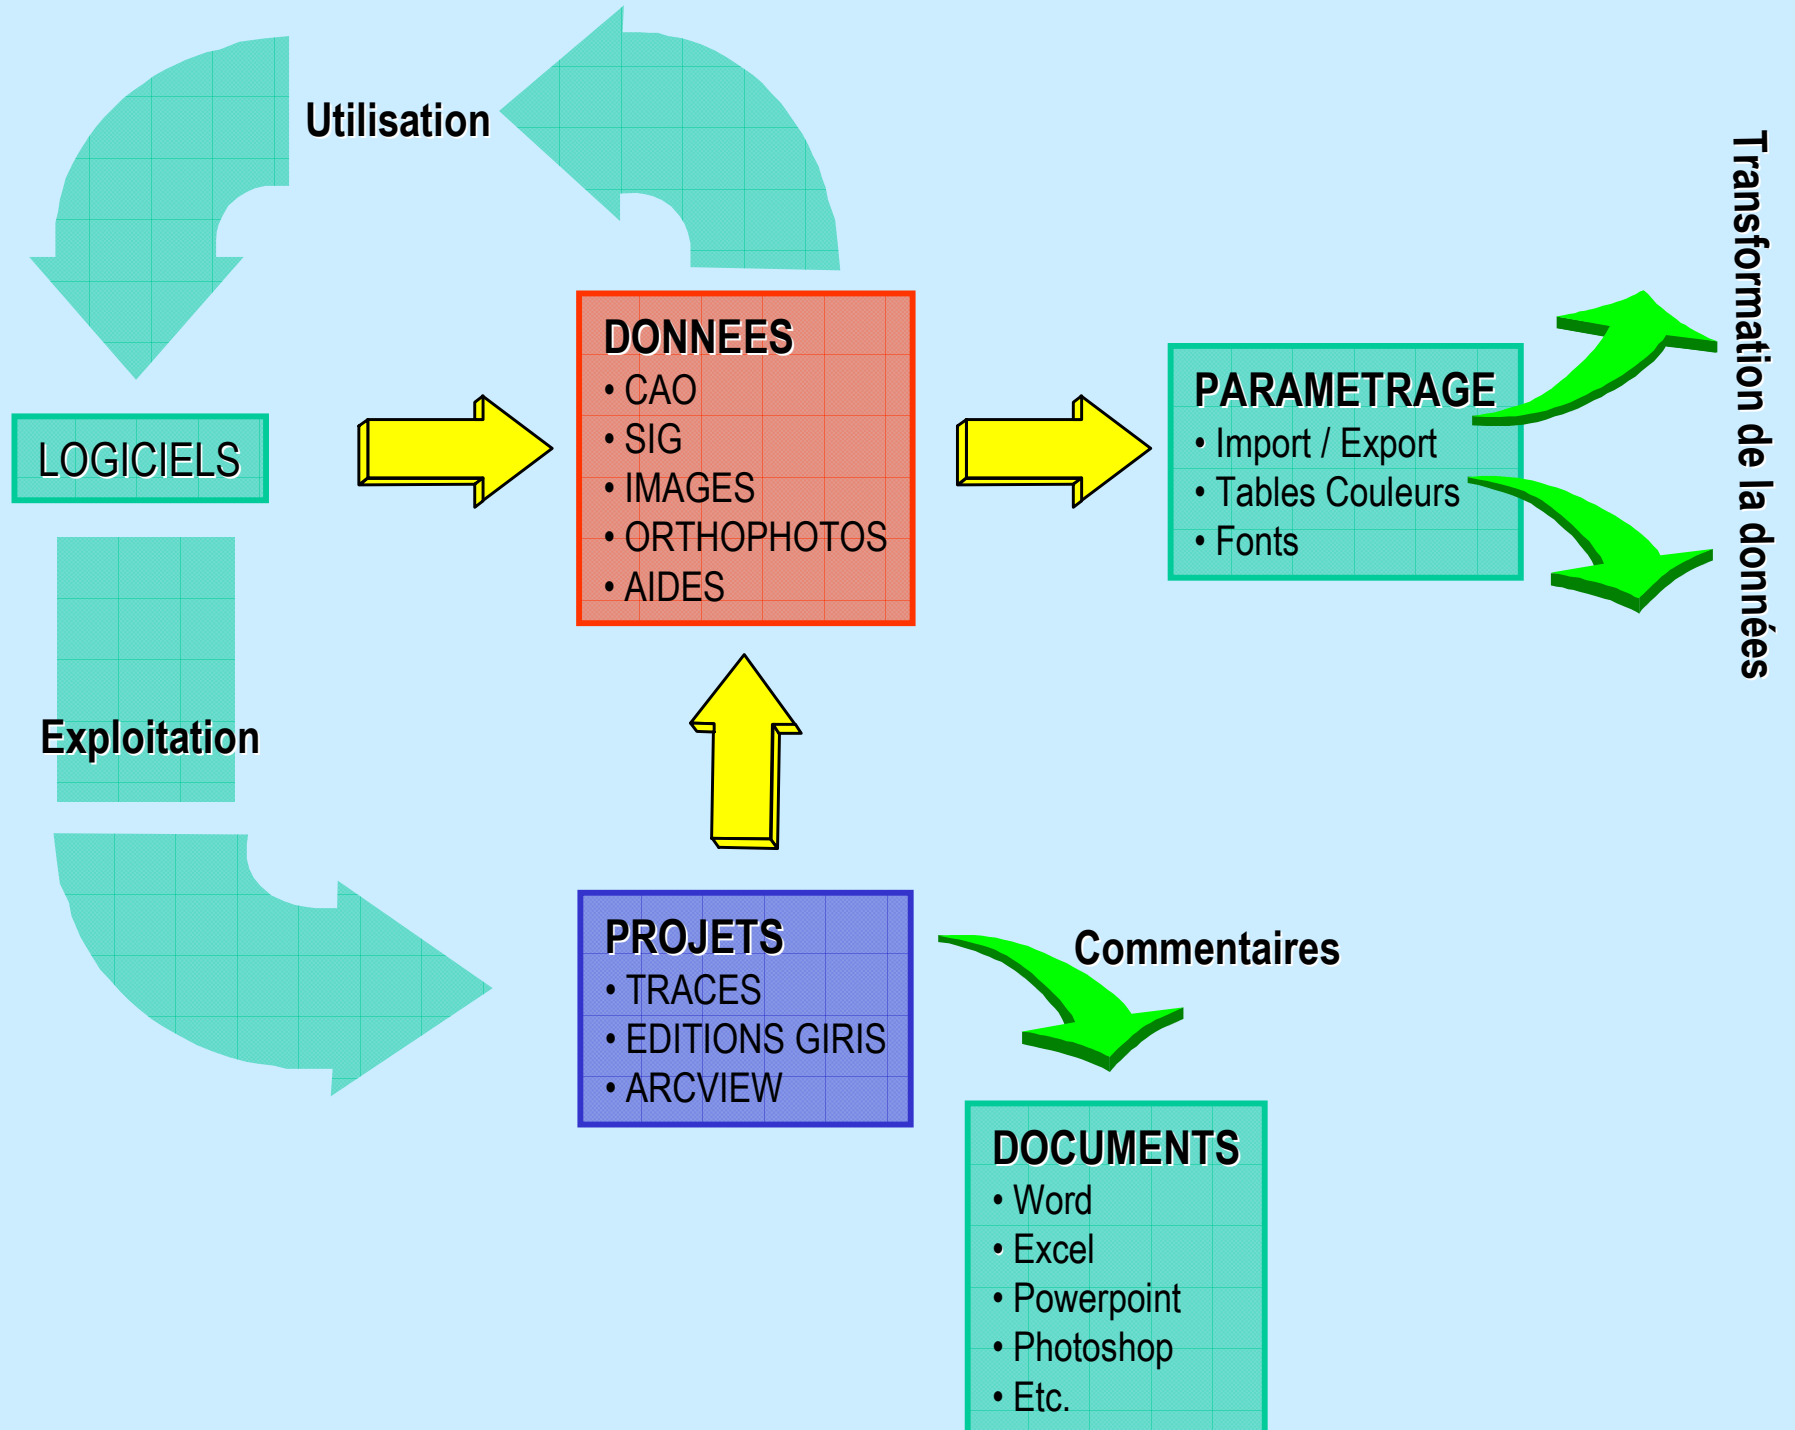 Utilisation
LOGICIELS
DONNEES
• CAO
• SIG
• IMAGES
• ORTHOPHOTOS
• AIDES
PARAMETRAGE
• Import / Export
• Tables Couleurs
• Fonts
Transformation de la données
Exploitation
PROJETS
• TRACES
• EDITIONS GIRIS
• ARCVIEW
Commentaires
DOCUMENTS
• Word
• Excel
• Powerpoint
• Photoshop
• Etc.